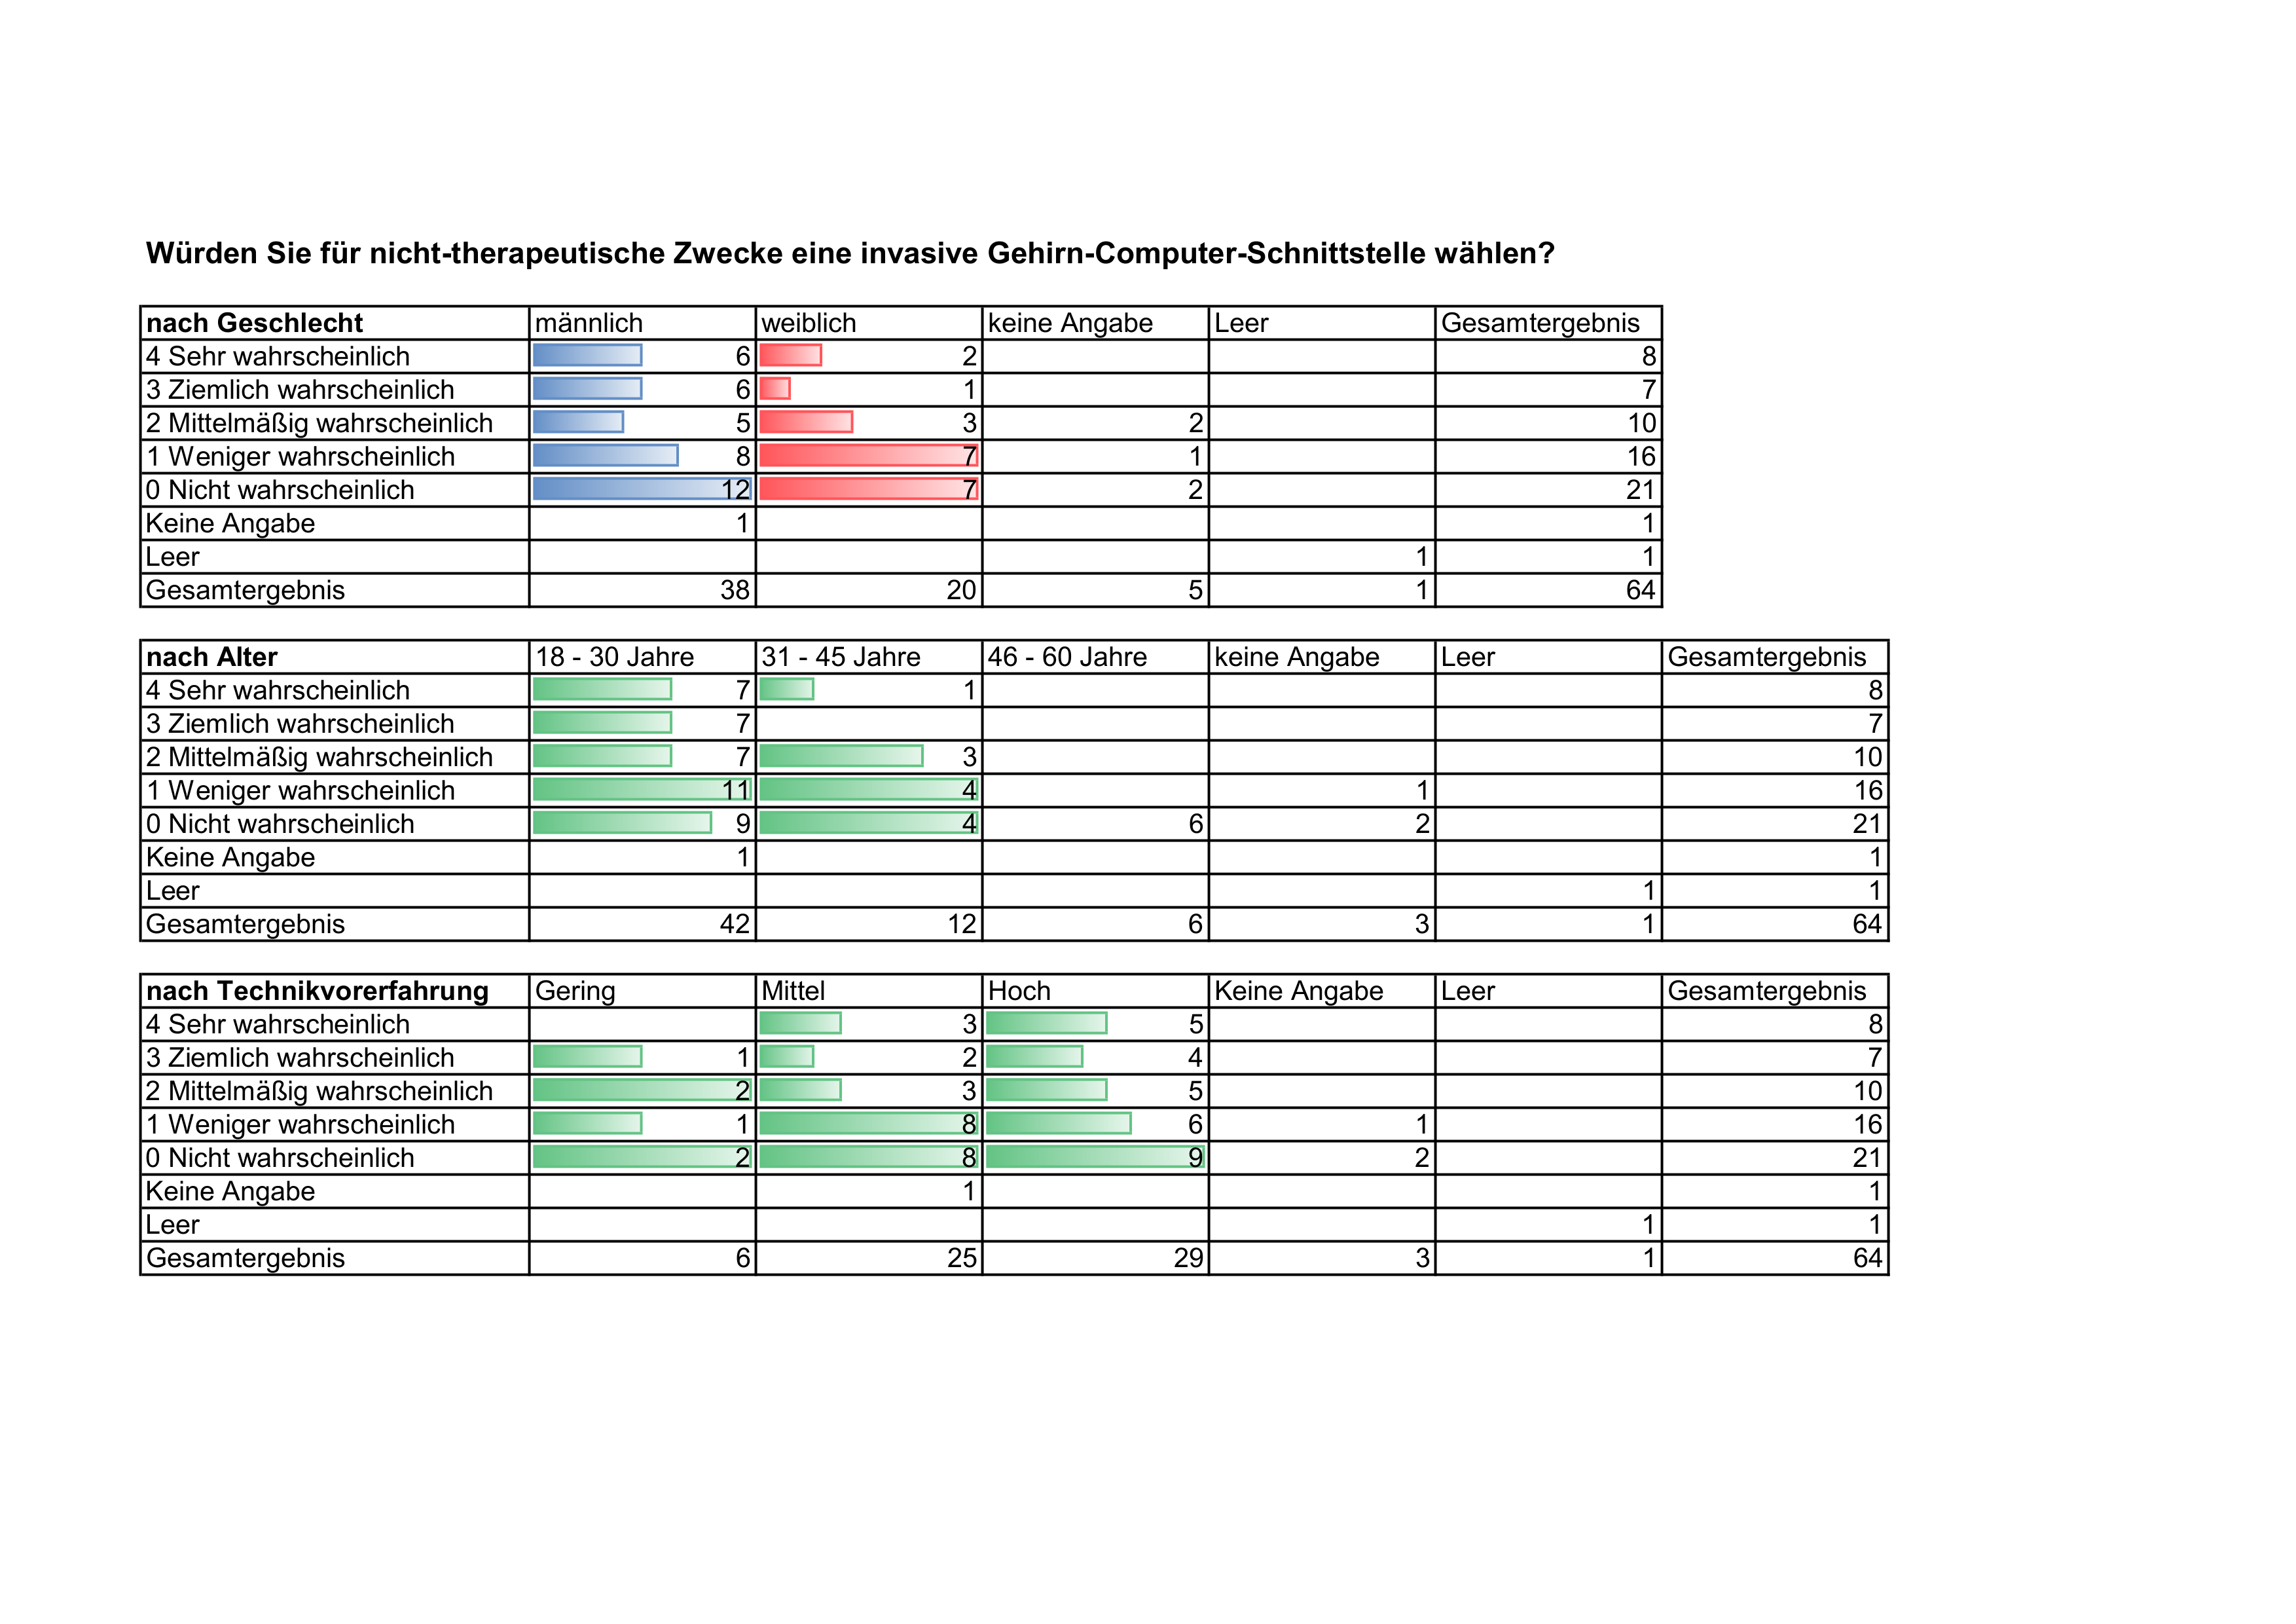 Würden Sie für nicht-therapeutische Zwecke eine invasive Gehirn-Computer-Schnittstelle wählen?
nach Geschlecht männlich weiblich keine Angabe Leer Gesamtergebnis
4 Sehr wahrscheinlich 6 2 8
3 Ziemlich wahrscheinlich 6 1 7
2 Mittelmäßig wahrscheinlich 5 3 2 10
1 Weniger wahrscheinlich 8 7 1 16
0 Nicht wahrscheinlich 12 7 2 21
Keine Angabe 1 1
Leer 1 1
Gesamtergebnis 38 20 5 1 64
nach Alter 18 - 30 Jahre 31 - 45 Jahre 46 - 60 Jahre keine Angabe Leer Gesamtergebnis
4 Sehr wahrscheinlich 7 1 8
3 Ziemlich wahrscheinlich 7 7
2 Mittelmäßig wahrscheinlich 7 3 10
1 Weniger wahrscheinlich 11 4 1 16
0 Nicht wahrscheinlich 9 4 6 2 21
Keine Angabe 1 1
Leer 1 1
Gesamtergebnis 42 12 6 3 1 64
nach Technikvorerfahrung Gering Mittel Hoch Keine Angabe Leer Gesamtergebnis
4 Sehr wahrscheinlich 3 5 8
3 Ziemlich wahrscheinlich 1 2 4 7
2 Mittelmäßig wahrscheinlich 2 3 5 10
1 Weniger wahrscheinlich 1 8 6 1 16
0 Nicht wahrscheinlich 2 8 9 2 21
Keine Angabe 1 1
Leer 1 1
Gesamtergebnis 6 25 29 3 1 64